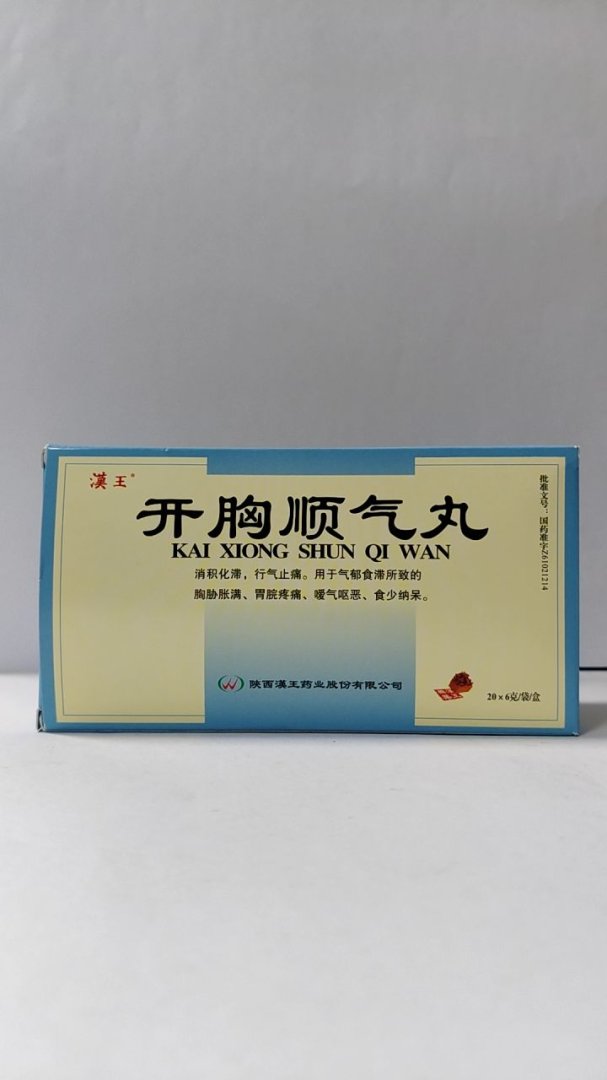 漢王®
开胸顺气丸
KAI XIONG SHUN QI WAN
消积化滞，行气止痛。用于气郁食滞所致的
胸胁胀满、胃脘疼痛、嗳气呕恶、食少纳呆。
批准文号：国药准字Z61021214
陕西漢王药业股份有限公司
20×6克/袋/盒